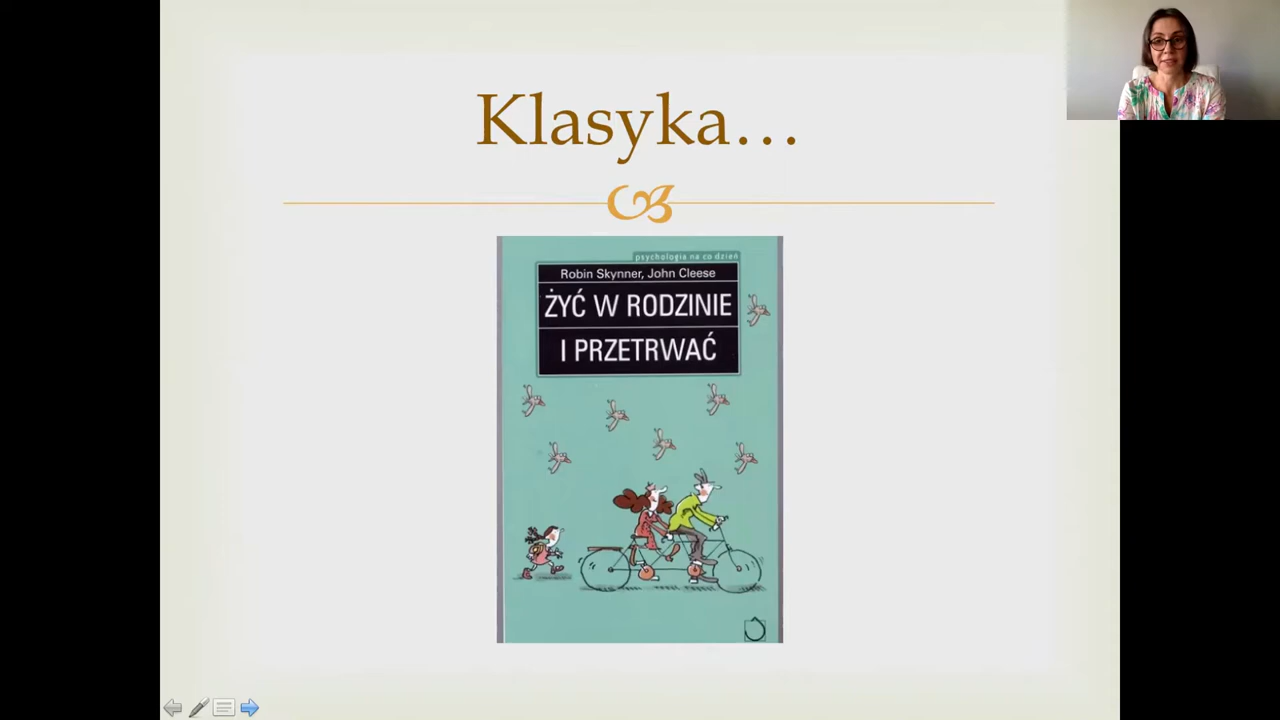 Klasyka…
psychologia na co dzień
Robin Skynner, John Cleese
ŻYĆ W RODZINIE
I PRZETRWAĆ